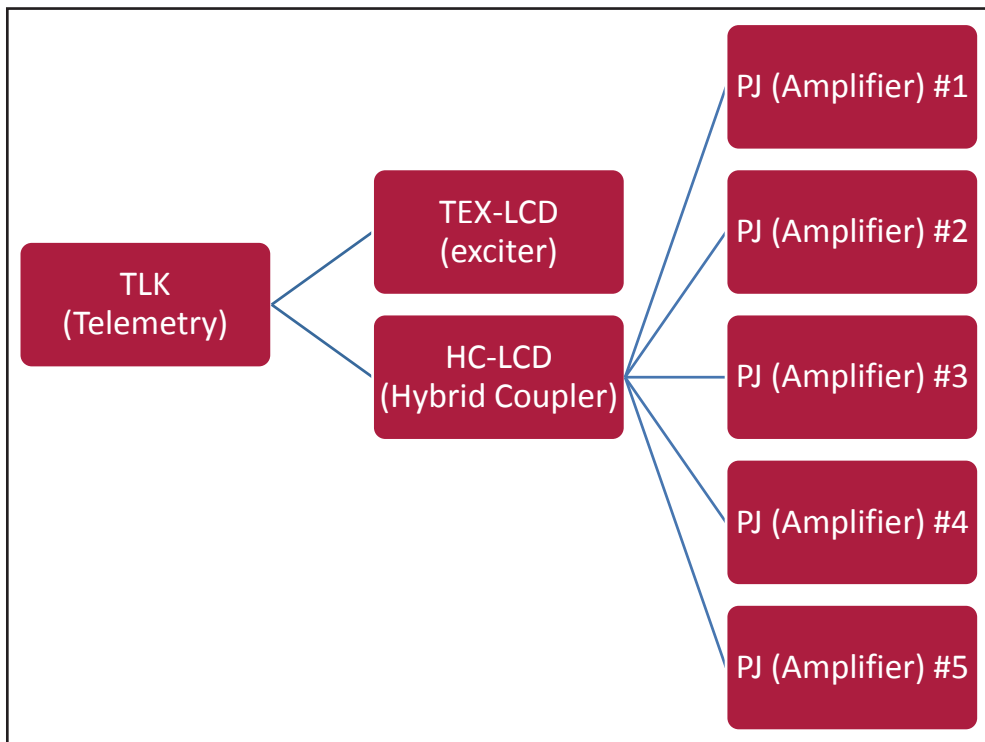 TLK
(Telemetry)
TEX-LCD
(exciter)
HC-LCD
(Hybrid Coupler)
PJ (Amplifier) #1
PJ (Amplifier) #2
PJ (Amplifier) #3
PJ (Amplifier) #4
PJ (Amplifier) #5